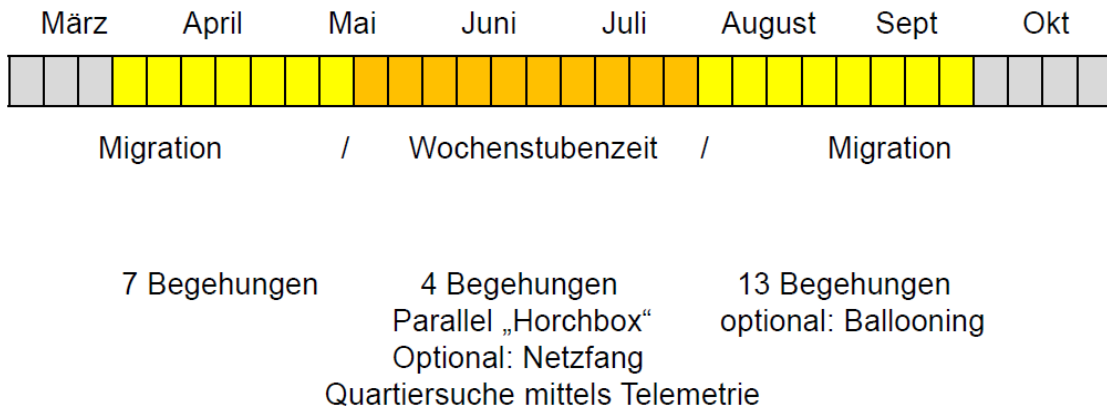 März April Mai Juni Juli August Sept Okt
Migration / Wochenstubenzeit / Migration
7 Begehungen 4 Begehungen 13 Begehungen
Parallel „Horchbox“ optional: Ballooning
Optional: Netzfang
Quartiersuche mittels Telemetrie